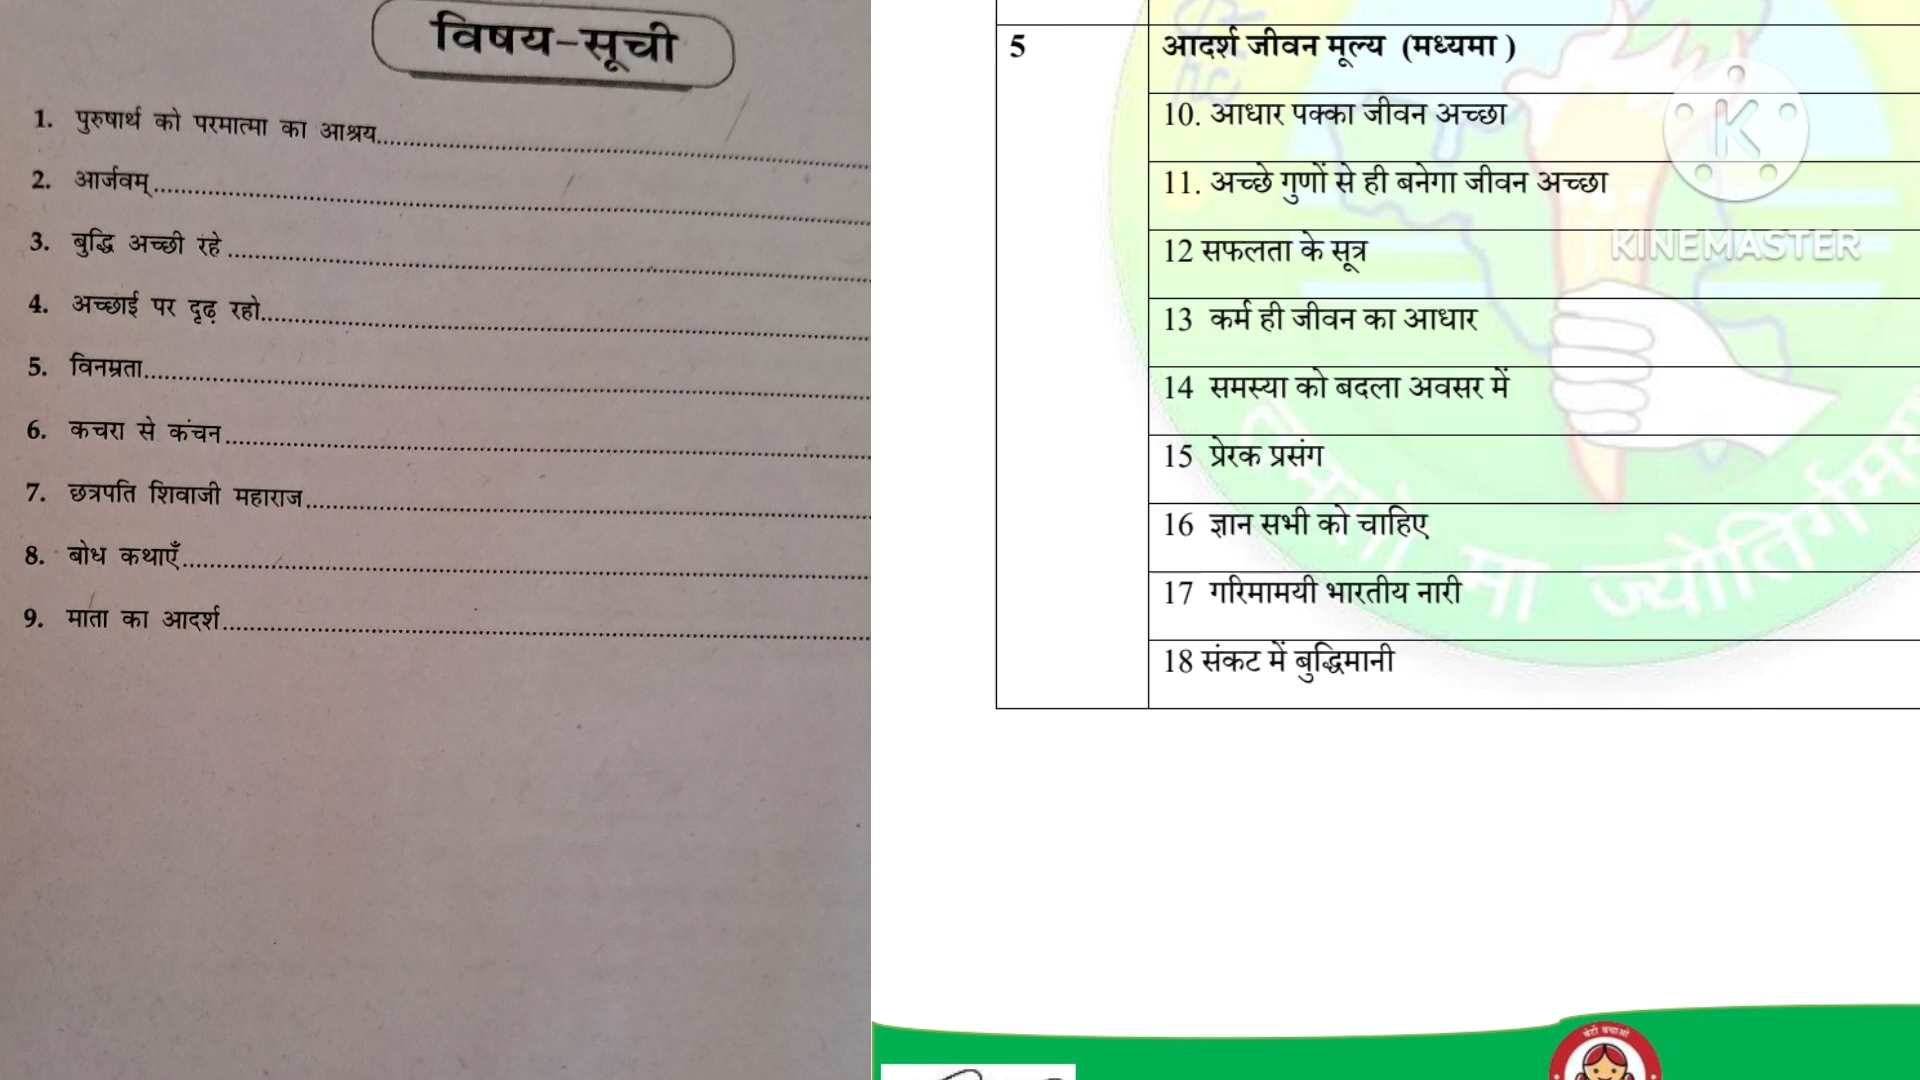 विषय-सूची
1. पुरुषार्थ को परमात्मा का आश्रय
2. आर्जवम्
3. बुद्धि अच्छी रहे
4. अच्छाई पर दृढ़ रहो
5. विनम्रता
6. कचरा से कंचन
7. छत्रपति शिवाजी महाराज
8. बोध कथाएँ
9. माता का आदर्श
5 आदर्श जीवन मूल्य (मध्यमा )
10. आधार पक्का जीवन अच्छा
11. अच्छे गुणों से ही बनेगा जीवन अच्छा
12 सफलता के सूत्र
13 कर्म ही जीवन का आधार
14 समस्या को बदला अवसर में
15 प्रेरक प्रसंग
16 ज्ञान सभी को चाहिए
17 गरिमामयी भारतीय नारी
18 संकट में बुद्धिमानी
K
KINEMASTER
तमसो मा ज्योतिर्गमय
बेटी बचाओ